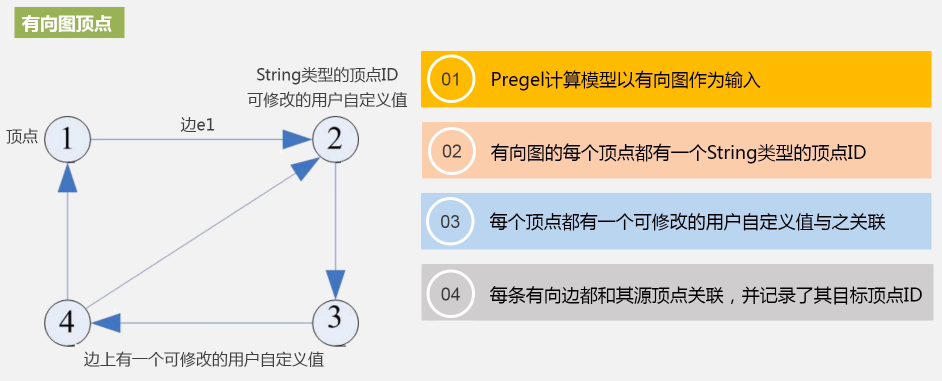 有向图顶点
String类型的顶点ID
可修改的用户自定义值
顶点
1
边e1
2
4
3
边上有一个可修改的用户自定义值
01 Pregel计算模型以有向图作为输入
02 有向图的每个顶点都有一个String类型的顶点ID
03 每个顶点都有一个可修改的用户自定义值与之关联
04 每条有向边都和其源顶点关联，并记录了其目标顶点ID